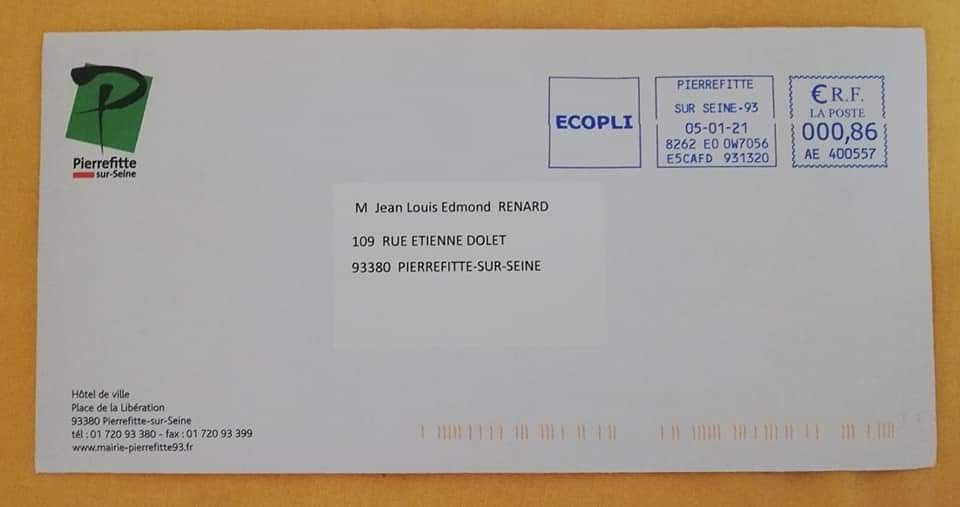 Pierrefitte
sur-Seine
ECOPLI
PIERREFITTE
SUR SEINE-93
05-01-21
8262 E0 0W7056
E5CAFD 931320
€ R.F.
LA POSTE
000,86
AE 400557
M Jean Louis Edmond RENARD
109 RUE ETIENNE DOLET
93380 PIERREFITTE-SUR-SEINE
Hôtel de ville
Place de la Libération
93380 Pierrefitte-sur-Seine
tél : 01 720 93 380 - fax : 01 720 93 399
www.mairie-pierrefitte93.fr